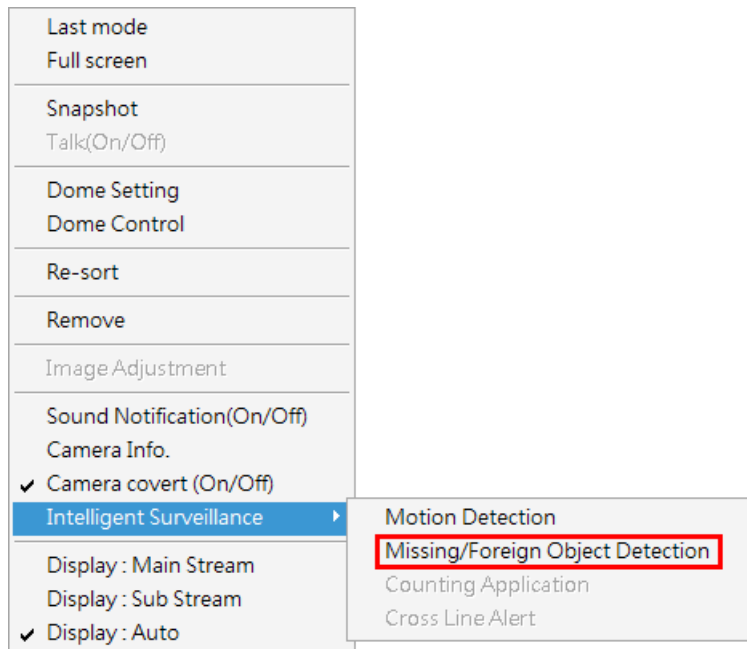 Last mode
Full screen
Snapshot
Talk(On/Off)
Dome Setting
Dome Control
Re-sort
Remove
Image Adjustment
Sound Notification(On/Off)
Camera Info.
Camera covert (On/Off)
Intelligent Surveillance
Motion Detection
Missing/Foreign Object Detection
Counting Application
Cross Line Alert
Display : Main Stream
Display : Sub Stream
Display : Auto